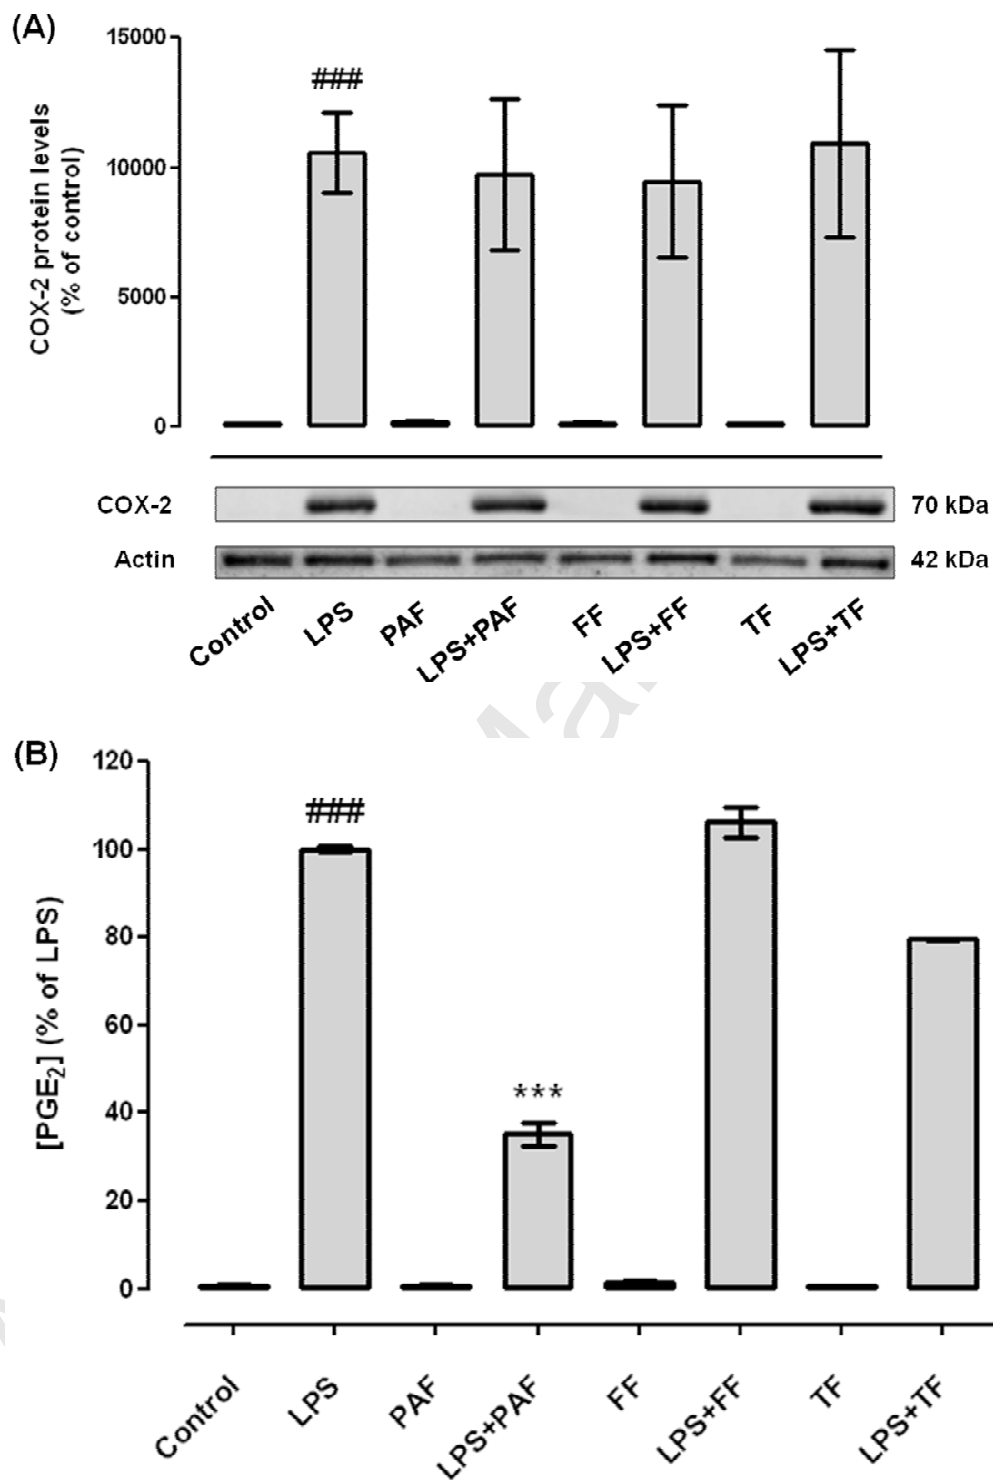 (A)
15000
###
10000
5000
0
COX-2 protein levels
(% of control)
COX-2
70 kDa
Actin
42 kDa
Control
LPS
PAF
LPS+PAF
FF
LPS+FF
TF
LPS+TF
(B)
120
###
100
80
60
40
***
20
0
[PGE₂] (% of LPS)
Control
LPS
PAF
LPS+PAF
FF
LPS+FF
TF
LPS+TF